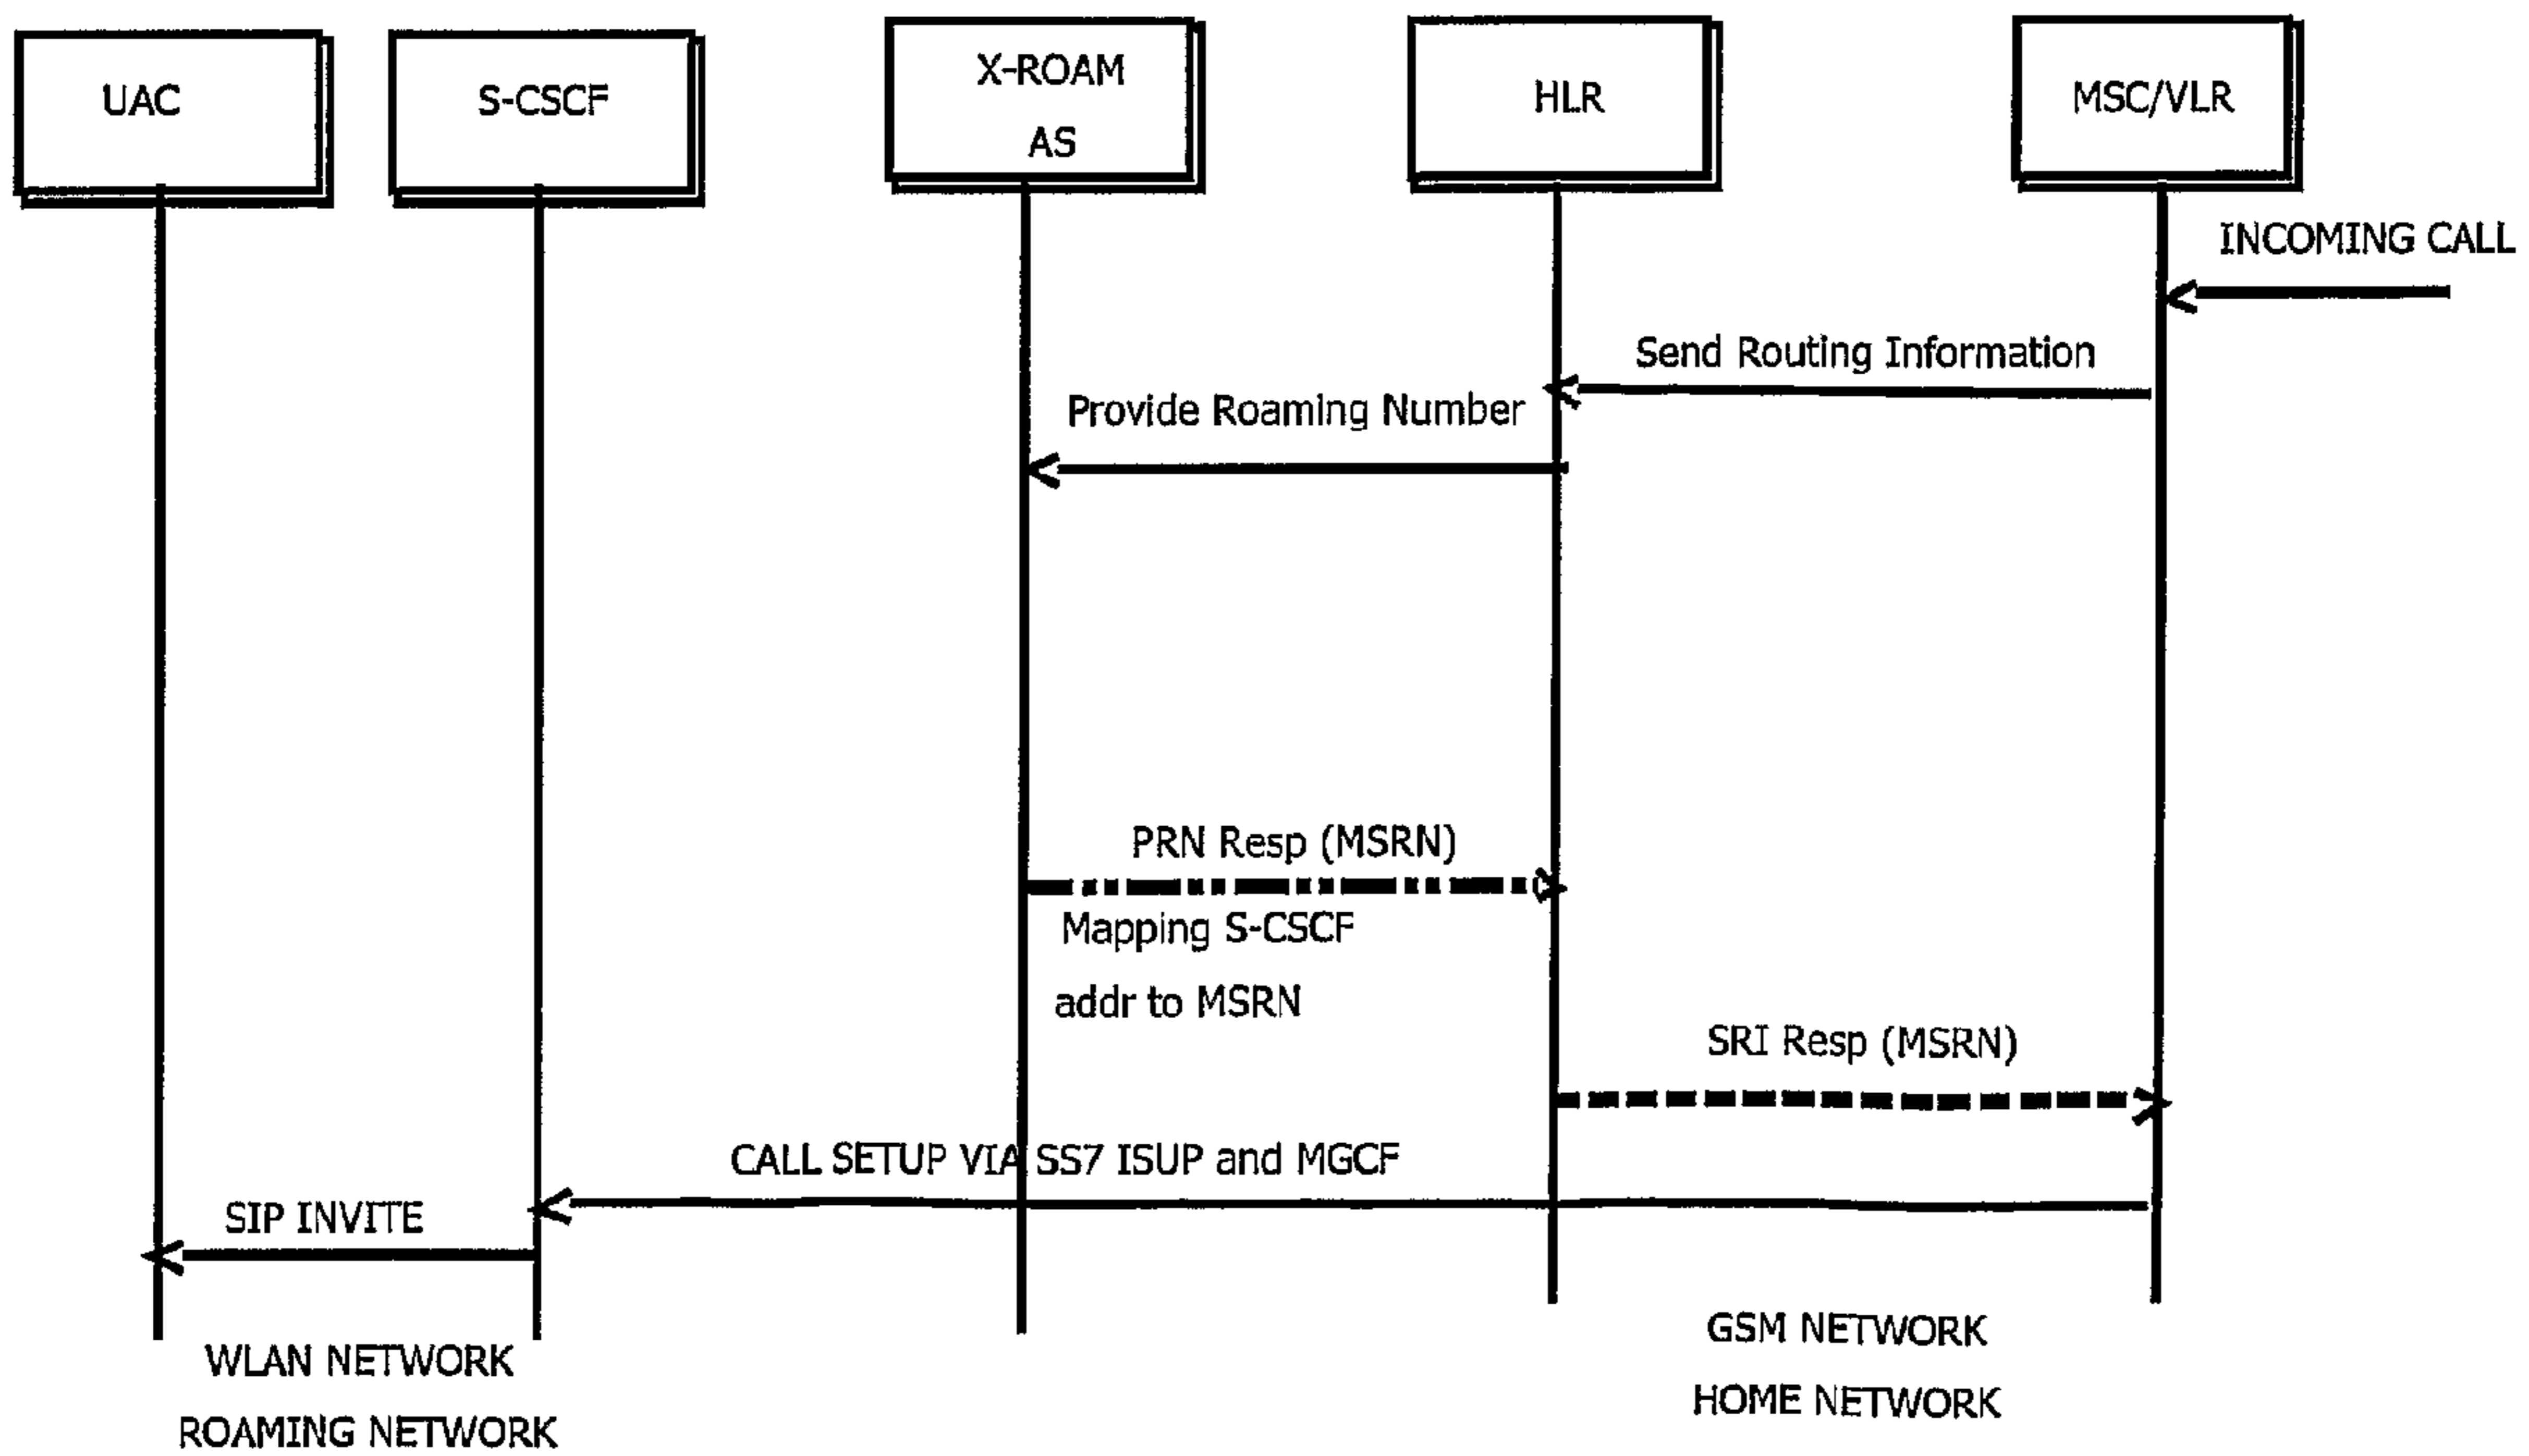 UAC
S-CSCF
X-ROAM
AS
HLR
MSC/VLR
INCOMING CALL
Send Routing Information
Provide Roaming Number
PRN Resp (MSRN)
Mapping S-CSCF
addr to MSRN
SRI Resp (MSRN)
CALL SETUP VIA SS7 ISUP and MGCF
SIP INVITE
WLAN NETWORK
ROAMING NETWORK
GSM NETWORK
HOME NETWORK